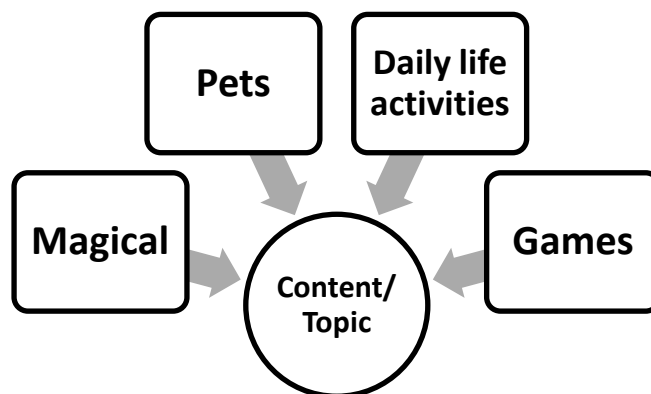 Pets
Daily life
activities
Magical
Games
Content/
Topic